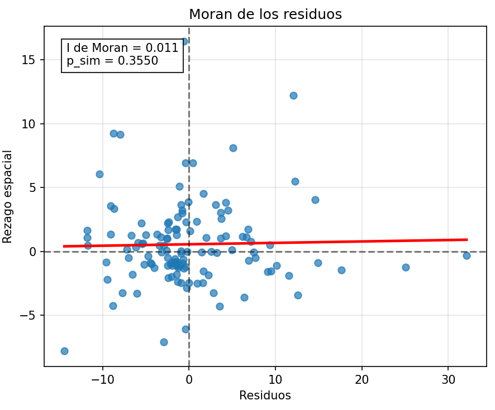 Moran de los residuos
I de Moran = 0.011
p_sim = 0.3550
Rezago espacial
15
10
5
0
−5
−10
0
10
20
30
Residuos